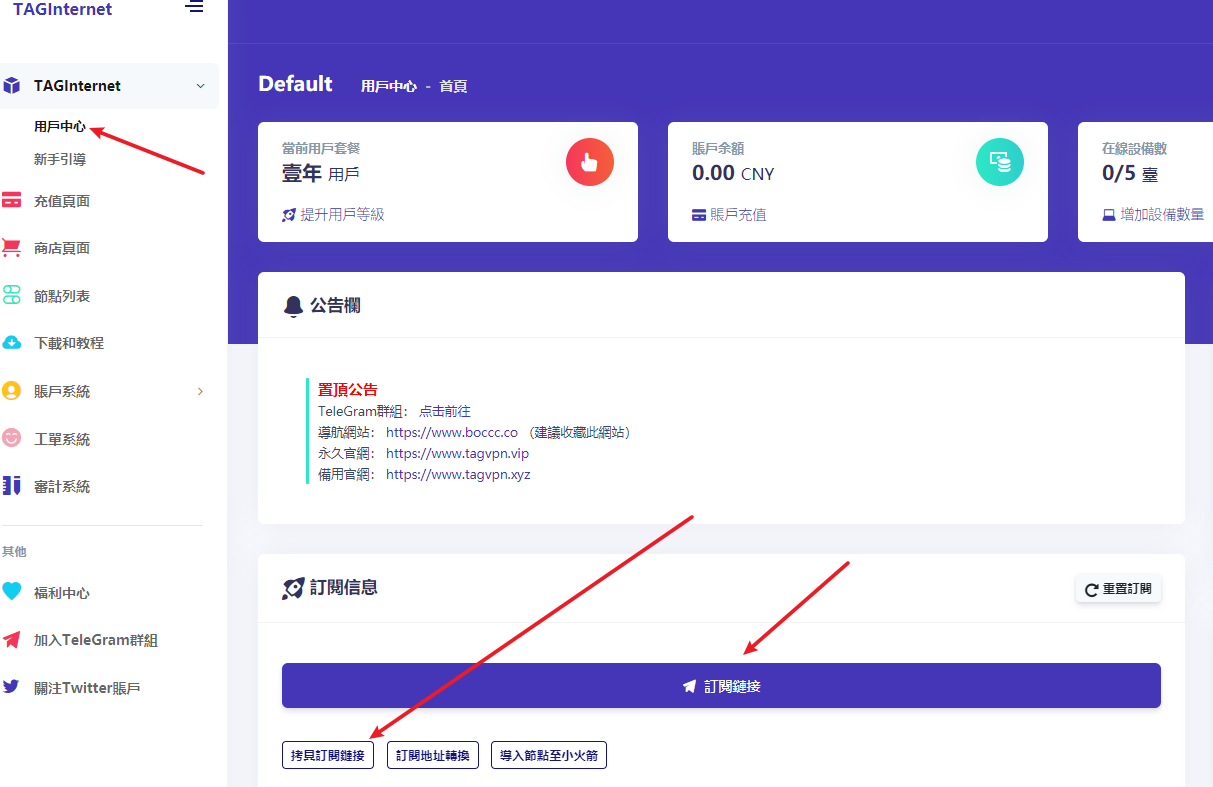 TAGInternet
TAGInternet
用戶中心
新手引導
充值頁面
商店頁面
節點列表
下載和教程
賬戶系統
工單系統
審計系統
其他
福利中心
加入TeleGram群組
關注Twitter賬戶
Default 用戶中心 - 首頁
當前用戶套餐
壹年 用戶
提升用戶等級
賬戶余額
0.00 CNY
賬戶充值
在線設備數
0/5 臺
增加設備數量
公告欄
置頂公告
TeleGram群組： 点击前往
導航網站： https://www.boccc.co （建議收藏此網站）
永久官網： https://www.tagvpn.vip
備用官網： https://www.tagvpn.xyz
訂閱信息
重置訂閱
訂閱鏈接
拷貝訂閱鏈接 訂閱地址轉換 導入節點至小火箭